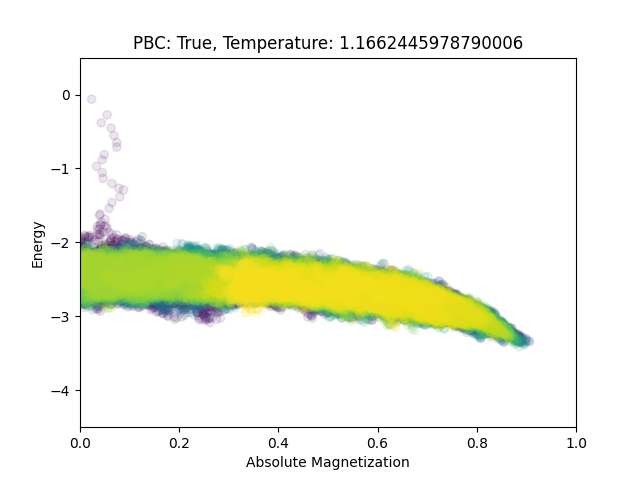 PBC: True, Temperature: 1.1662445978790006
0
−1
−2
−3
−4
Energy
0.0 0.2 0.4 0.6 0.8 1.0
Absolute Magnetization